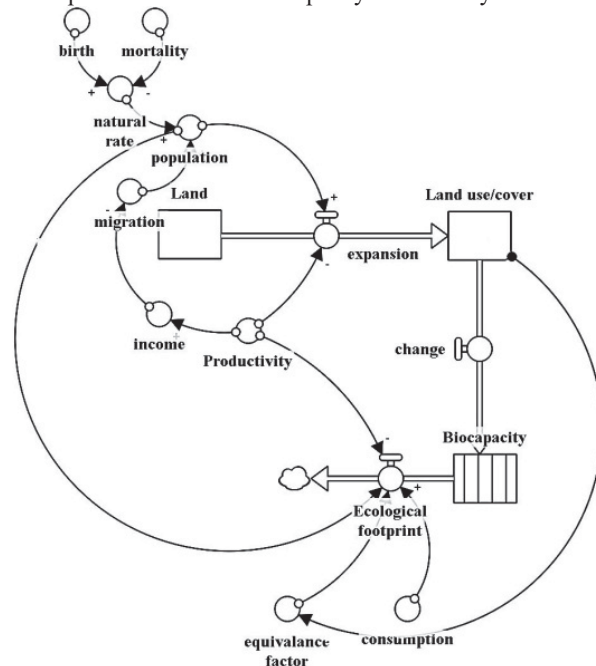 birth
mortality
+
-
natural
rate
+
population
Land
migration
-
+
Land use/cover
expansion
-
income
+
Productivity
change
-
Biocapacity
+
Ecological
footprint
equivalance
factor
consumption